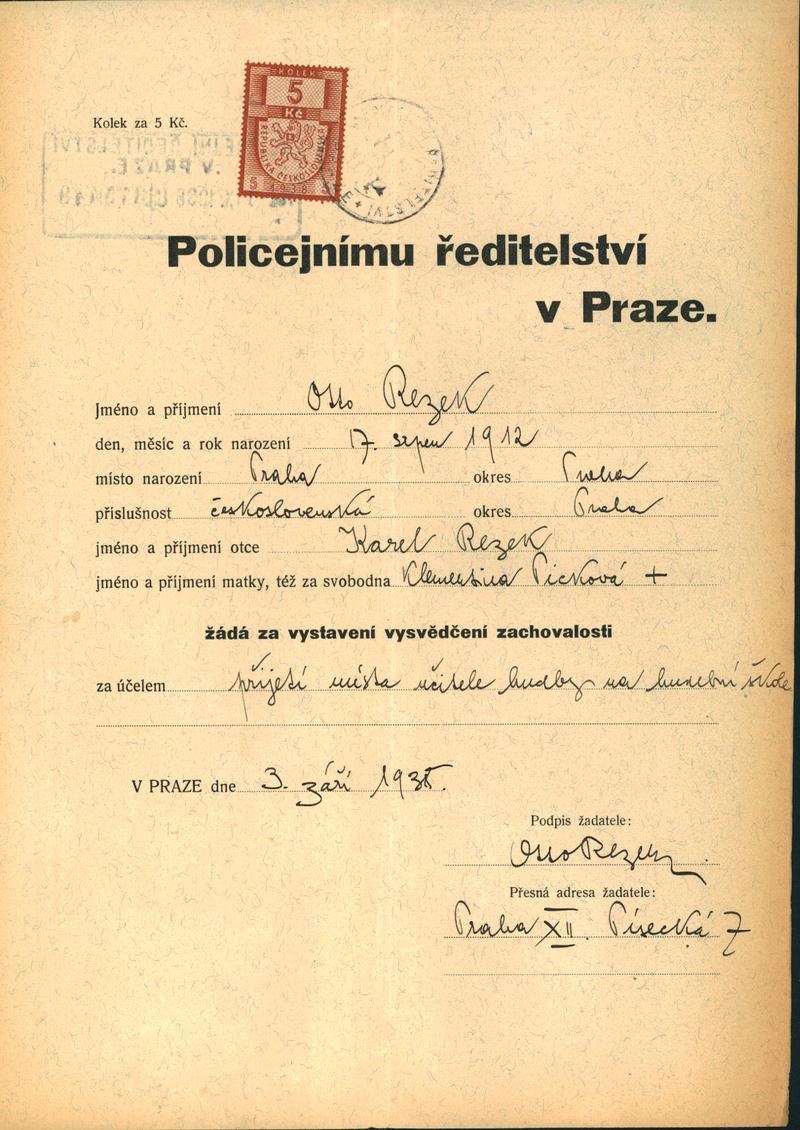 Kolek za 5 Kč.
KOLEK
5
Kč
REPUBLIKA ČESKOSLOVENSKÁ
5 1938
Policejnímu ředitelství
v Praze.
Jméno a příjmení Otto Rezek
den, měsíc a rok narození 17. srpen 1912
místo narození Praha okres Praha
příslušnost československá okres Praha
jméno a příjmení otce Karel Rezek
jméno a příjmení matky, též za svobodna Klementina Picková +
žádá za vystavení vysvědčení zachovalosti
za účelem přijetí místa učitele hudby na hudební škole
V PRAZE dne 3. září
Podpis žadatele:
Otto Rezek
Přesná adresa žadatele:
Praha XII. Písecká 7